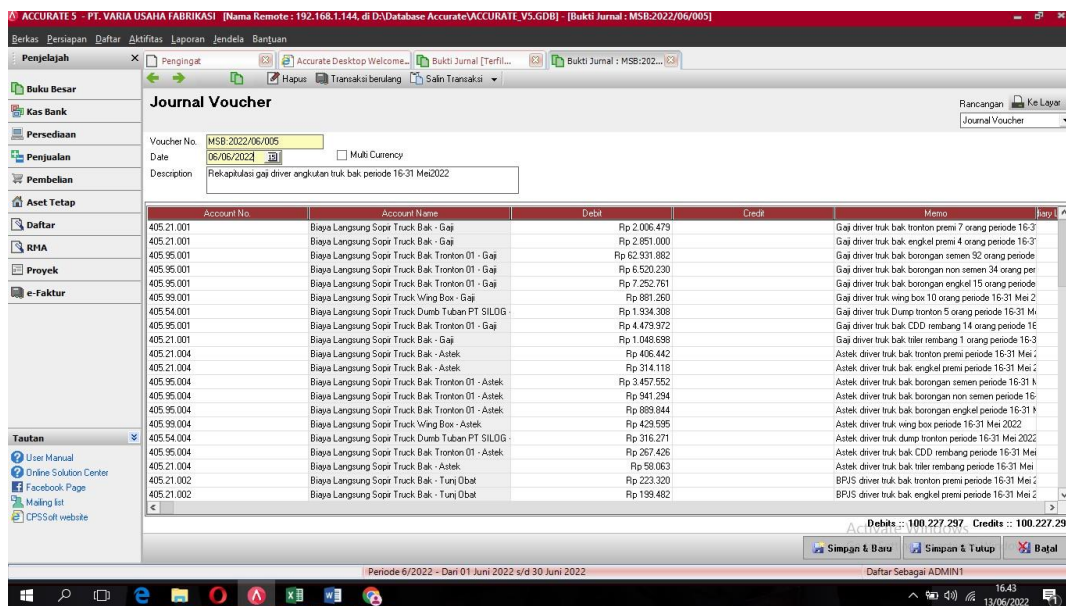 ACCURATE 5 - PT. VARIA USAHA FABRIKASI [Nama Remote : 192.168.1.144, di D:\Database Accurate\ACCURATE_V5.GDB] - [Bukti Jurnal : MSB:2022/06/005]
Berkas Persiapan Daftar Aktifitas Laporan Jendela Bantuan
Penjelajah
Pengingat
Accurate Desktop Welcome...
Bukti Jurnal [Terfil...
Bukti Jurnal : MSB:202...
Hapus Transaksi berulang Salin Transaksi
Buku Besar
Kas Bank
Persediaan
Penjualan
Pembelian
Aset Tetap
Daftar
RMA
Proyek
e-Faktur
Journal Voucher
Rancangan Ke Layar
Journal Voucher
Voucher No. MSB:2022/06/005
Date 06/06/2022 15 Multi Currency
Description Rekapitulasi gaji driver angkutan truk bak periode 16-31 Mei2022
Account No. Account Name Debit Credit Memo
405.21.001 Biaya Langsung Sopir Truck Bak - Gaji Rp 2.006.479 Gaji driver truk bak tronton premi 7 orang periode 16-3
405.21.001 Biaya Langsung Sopir Truck Bak - Gaji Rp 2.851.000 Gaji driver truk bak engkel premi 4 orang periode 16-3
405.95.001 Biaya Langsung Sopir Truck Bak Tronton 01 - Gaji Rp 62.931.882 Gaji driver truk bak borongan semen 92 orang periode
405.95.001 Biaya Langsung Sopir Truck Bak Tronton 01 - Gaji Rp 6.520.230 Gaji driver truk bak borongan non semen 34 orang per
405.95.001 Biaya Langsung Sopir Truck Bak Tronton 01 - Gaji Rp 7.252.761 Gaji driver truk bak borongan engkel 15 orang periode
405.99.001 Biaya Langsung Sopir Truck Wing Box - Gaji Rp 881.260 Gaji driver truk wing box 10 orang periode 16-31 Mei 2
405.54.001 Biaya Langsung Sopir Truck Dumb Tuban PT SILOG - Rp 1.934.308 Gaji driver truk Dump tronton 5 orang periode 16-31 M
405.95.001 Biaya Langsung Sopir Truck Bak Tronton 01 - Gaji Rp 4.479.972 Gaji driver truk bak CDD rembang 14 orang periode 16
405.21.001 Biaya Langsung Sopir Truck Bak - Gaji Rp 1.048.698 Gaji driver truk bak triler rembang 1 orang periode 16-3
405.21.004 Biaya Langsung Sopir Truck Bak - Astek Rp 406.442 Astek driver truk bak tronton premi periode 16-31 Mei 2
405.21.004 Biaya Langsung Sopir Truck Bak - Astek Rp 314.118 Astek driver truk bak engkel premi periode 16-31 Mei 2
405.95.004 Biaya Langsung Sopir Truck Bak Tronton 01 - Astek Rp 3.457.552 Astek driver truk bak borongan semen periode 16-31 M
405.95.004 Biaya Langsung Sopir Truck Bak Tronton 01 - Astek Rp 941.294 Astek driver truk bak borongan non semen periode 16-
405.95.004 Biaya Langsung Sopir Truck Bak Tronton 01 - Astek Rp 889.844 Astek driver truk bak borongan engkel periode 16-31 M
405.99.004 Biaya Langsung Sopir Truck Wing Box - Astek Rp 429.595 Astek driver truk wing box periode 16-31 Mei 2022
405.54.004 Biaya Langsung Sopir Truck Dumb Tuban PT SILOG - Rp 316.271 Astek driver truk dump tronton periode 16-31 Mei 2022
405.95.004 Biaya Langsung Sopir Truck Bak Tronton 01 - Astek Rp 267.426 Astek driver truk bak CDD rembang periode 16-31 Mei
405.21.004 Biaya Langsung Sopir Truck Bak - Astek Rp 58.063 Astek driver truk bak triler rembang periode 16-31 Mei
405.21.002 Biaya Langsung Sopir Truck Bak - Tunj Obat Rp 223.320 BPJS driver truk bak tronton premi periode 16-31 Mei 2
405.21.002 Biaya Langsung Sopir Truck Bak - Tunj Obat Rp 199.482 BPJS driver truk bak engkel premi periode 16-31 Mei 2
Tautan
User Manual
Online Solution Center
Facebook Page
Mailing list
CPSSoft website
Debits :: 100.227.297 Credits :: 100.227.29
Activate Windows
Simpan & Baru Simpan & Tutup Batal
Periode 6/2022 - Dari 01 Juni 2022 s/d 30 Juni 2022 Daftar Sebagai ADMIN1
16.43
13/06/2022